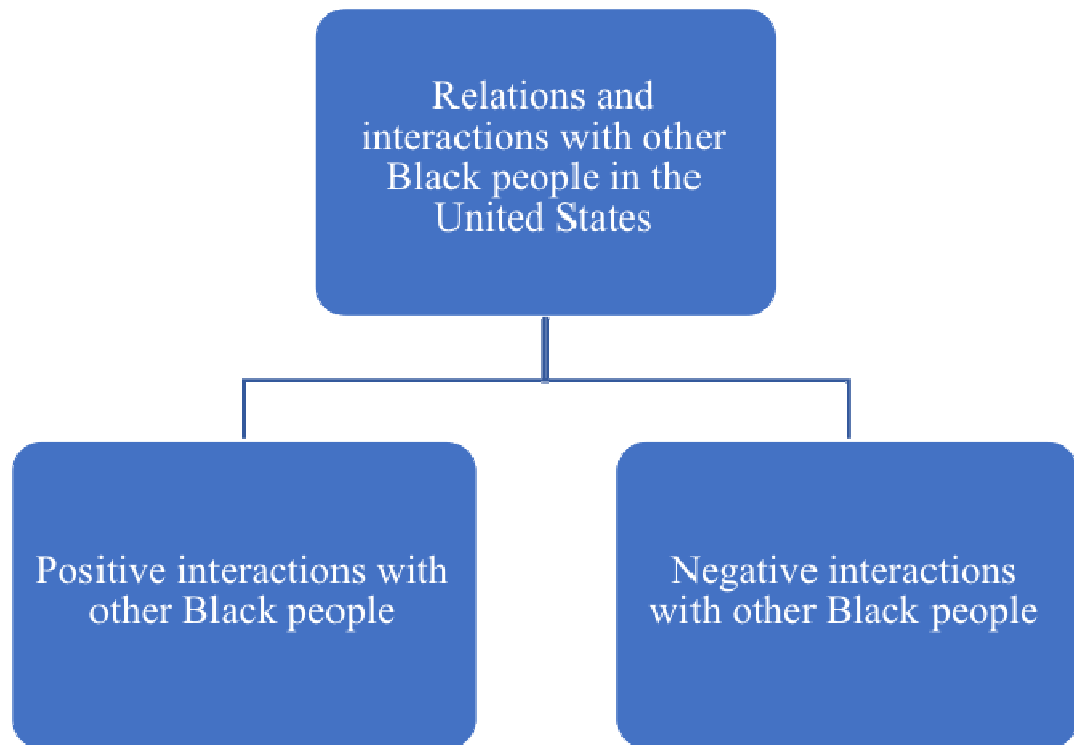 Relations and
interactions with other
Black people in the
United States
Positive interactions with
other Black people
Negative interactions
with other Black people